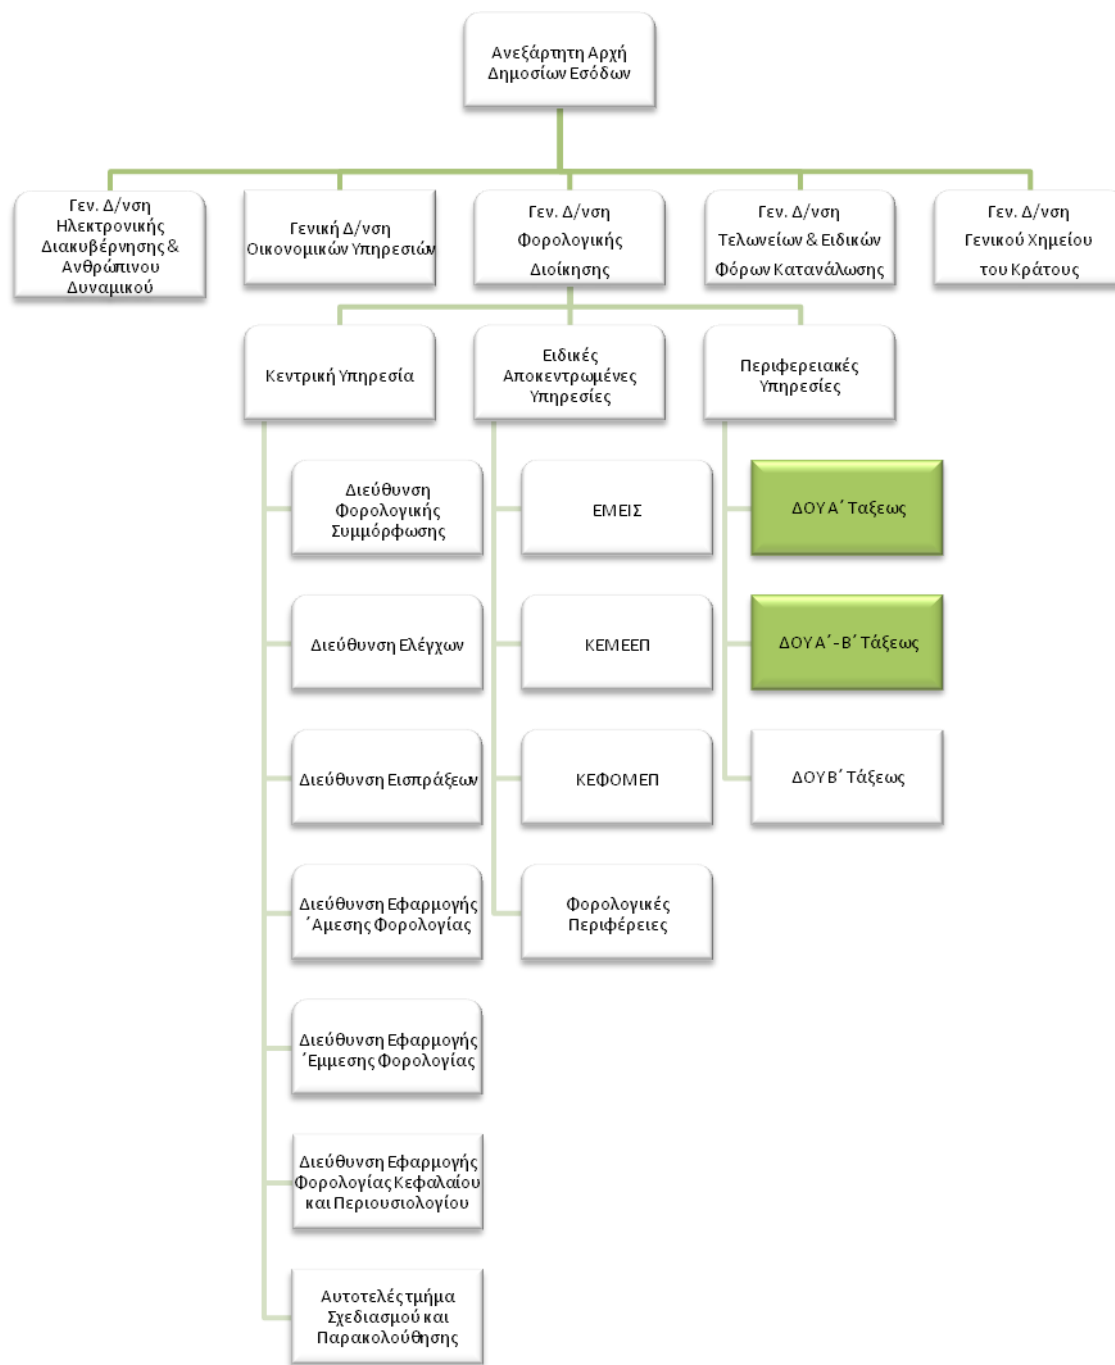 Ανεξάρτητη Αρχή
Δημοσίων Εσόδων
Γεν. Δ/νση
Ηλεκτρονικής
Διακυβέρνησης &
Ανθρώπινου
Δυναμικού
Γενική Δ/νση
Οικονομικών Υπηρεσιών
Γεν. Δ/νση
Φορολογικής
Διοίκησης
Γεν. Δ/νση
Τελωνείων & Ειδικών
Φόρων Κατανάλωσης
Γεν. Δ/νση
Γενικού Χημείου
του Κράτους
Κεντρική Υπηρεσία
Διεύθυνση
Φορολογικής
Συμμόρφωσης
Διεύθυνση Ελέγχων
Διεύθυνση Εισπράξεων
Διεύθυνση Εφαρμογής
΄Αμεσης Φορολογίας
Διεύθυνση Εφαρμογής
΄Εμμεσης Φορολογίας
Διεύθυνση Εφαρμογής
Φορολογίας Κεφαλαίου
και Περιουσιολογίου
Αυτοτελές τμήμα
Σχεδιασμού και
Παρακολούθησης
Ειδικές
Αποκεντρωμένες
Υπηρεσίες
ΕΜΕΙΣ
ΚΕΜΕΕΠ
ΚΕΦΟΜΕΠ
Φορολογικές
Περιφέρειες
Περιφερειακές
Υπηρεσίες
ΔΟΥ Α΄ Ταξεως
ΔΟΥ Α΄ - Β΄ Τάξεως
ΔΟΥ Β΄ Τάξεως